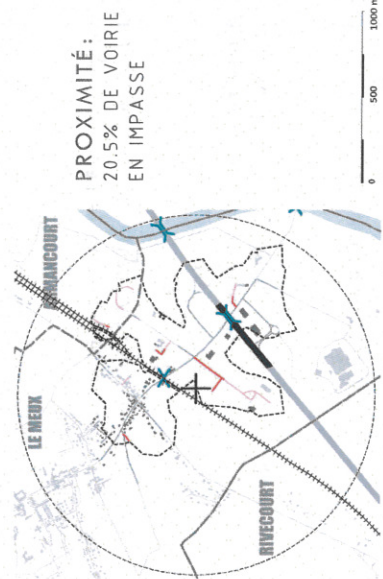 PROXIMITÉ :
20.5% DE VOIRIE
EN IMPASSE
LE MEUX
RIVECOURT
0 500 1000 m